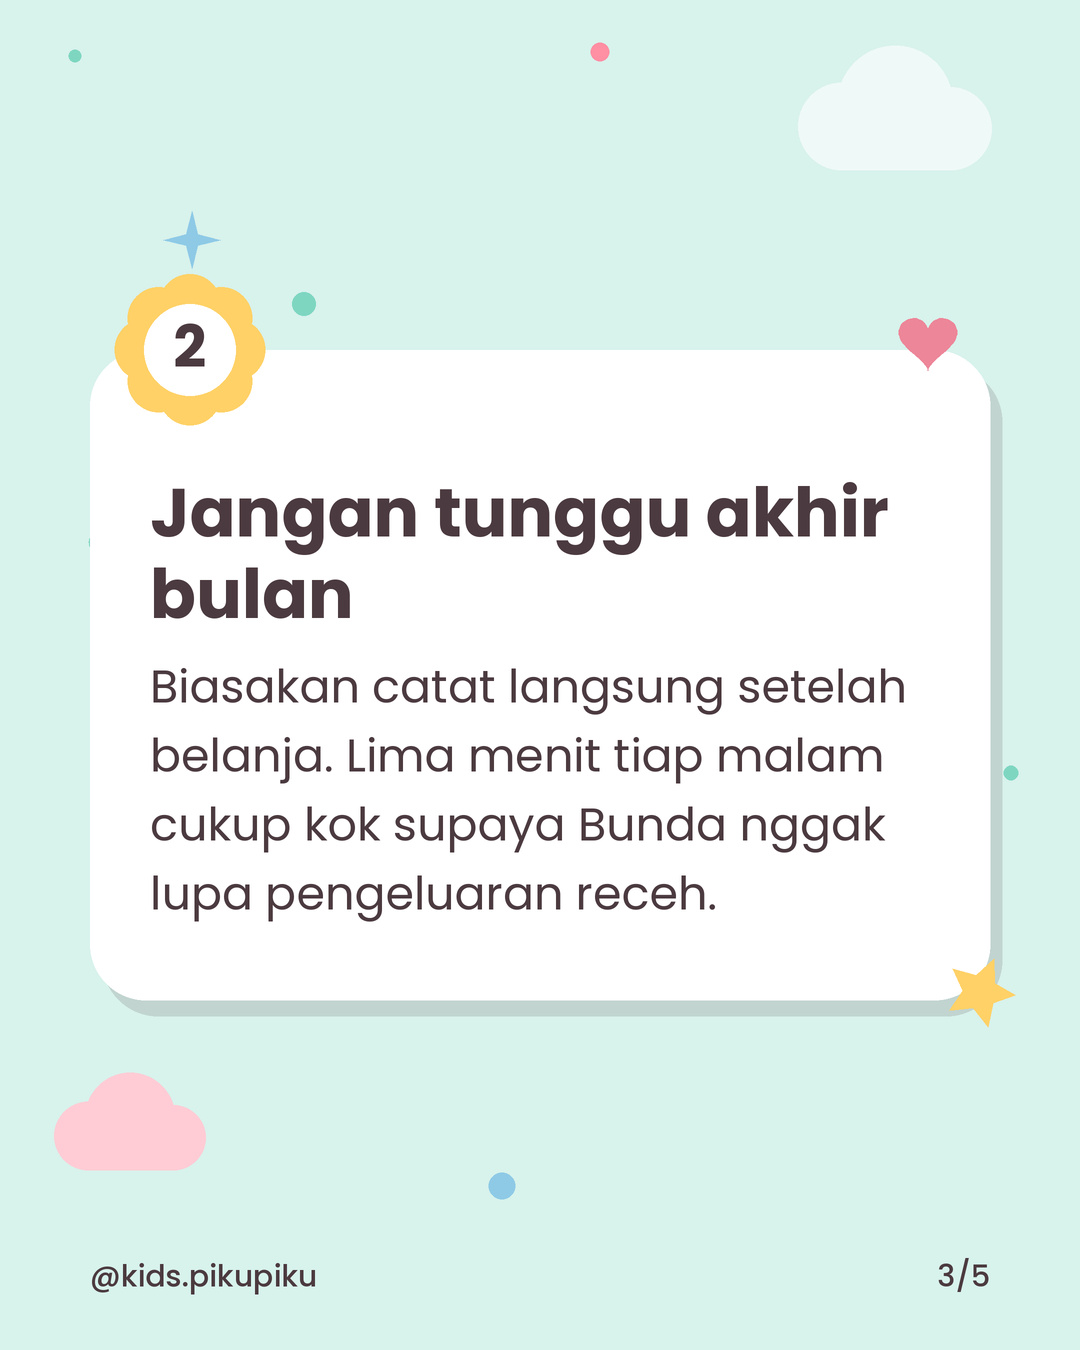 2
Jangan tunggu akhir
bulan
Biasakan catat langsung setelah
belanja. Lima menit tiap malam
cukup kok supaya Bunda nggak
lupa pengeluaran receh.
@kids.pikupiku
3/5